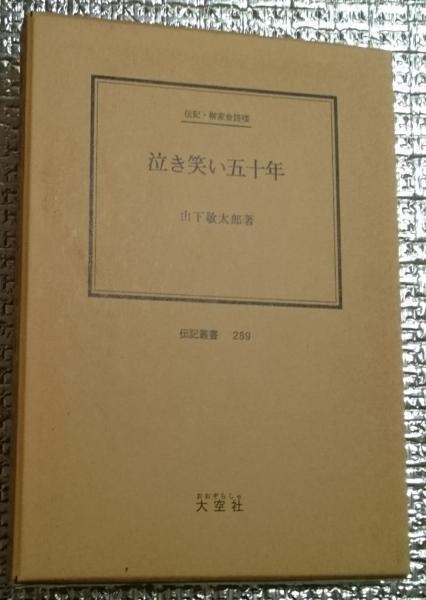 伝記・柳家金語楼
泣き笑い五十年
山下敬太郎著
伝記叢書 289
おおぞらしゃ
大空社